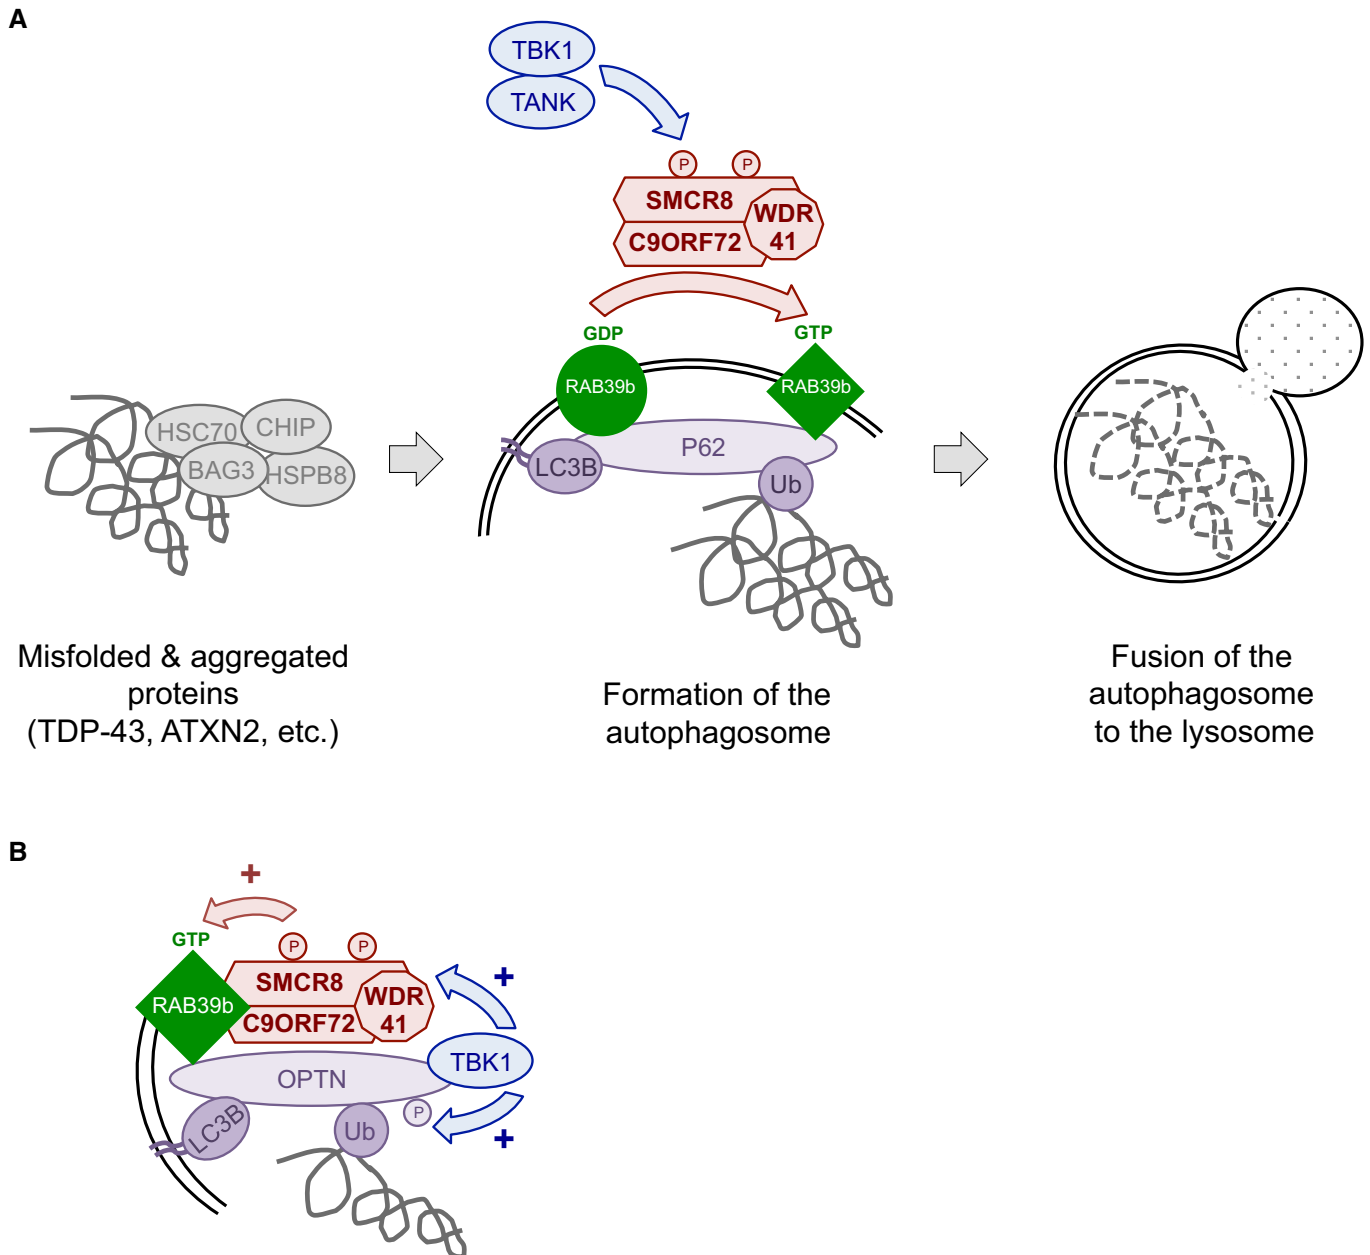 A
TBK1
TANK
P
P
SMCR8
WDR
41
C9ORF72
GDP
GTP
RAB39b
RAB39b
HSC70
CHIP
BAG3
HSPB8
LC3B
P62
Ub
Misfolded & aggregated
proteins
(TDP-43, ATXN2, etc.)
Formation of the
autophagosome
Fusion of the
autophagosome
to the lysosome
B
+
GTP
P
P
RAB39b
SMCR8
WDR
41
C9ORF72
+
TBK1
OPTN
LC3B
Ub
P
+